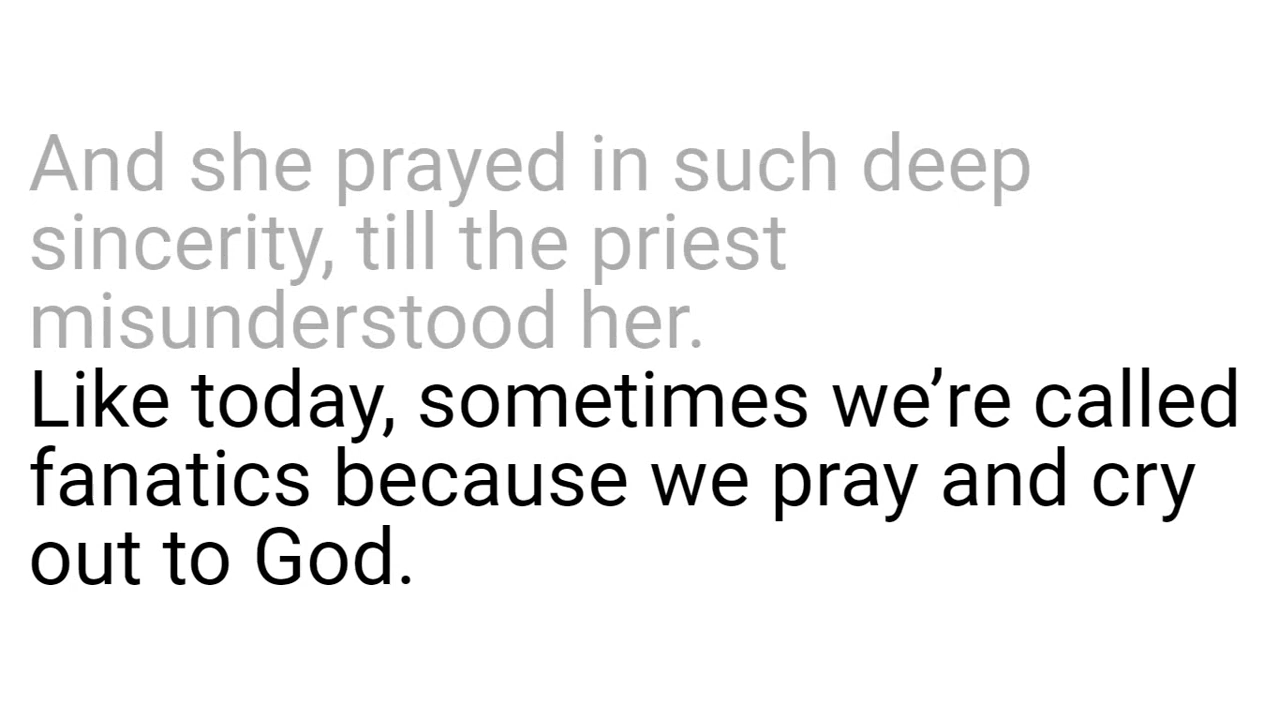 And she prayed in such deep
sincerity, till the priest
misunderstood her.
Like today, sometimes we’re called
fanatics because we pray and cry
out to God.